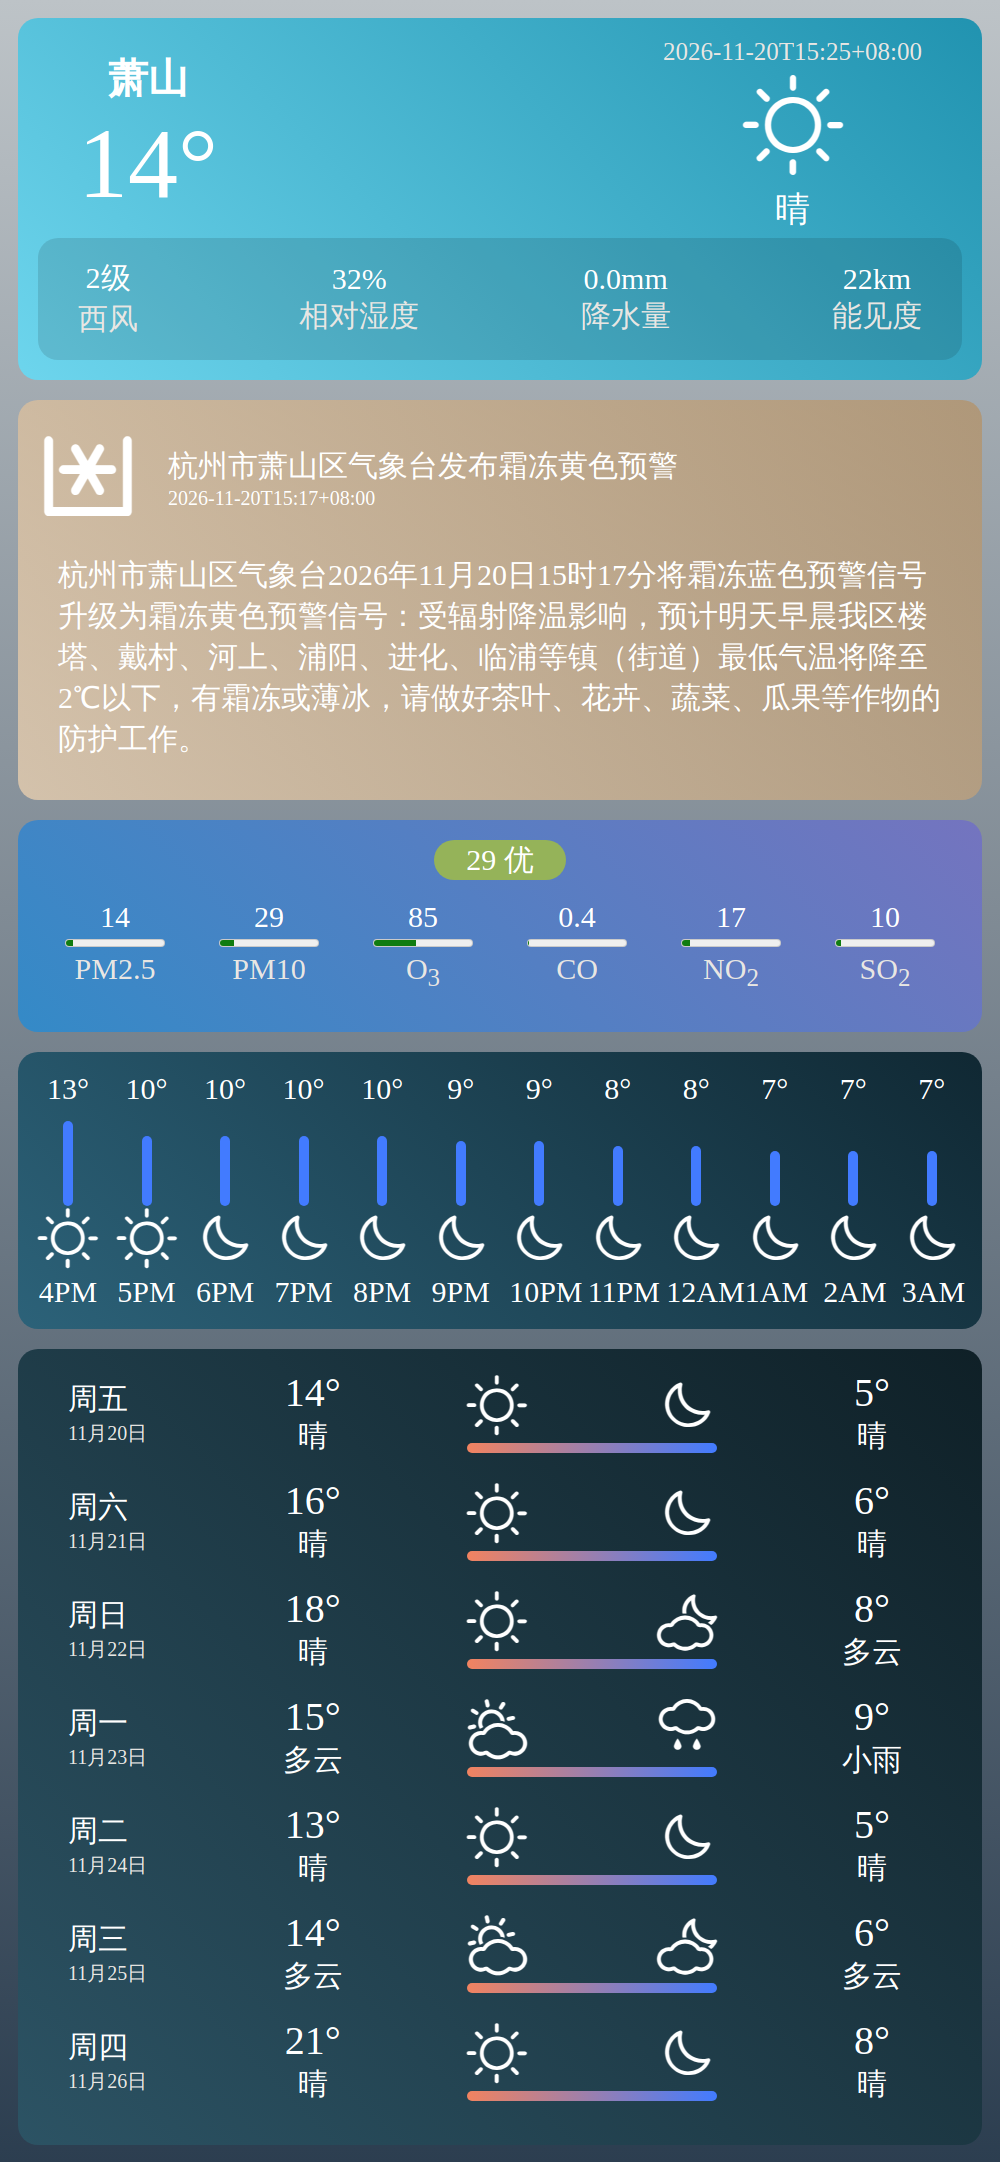 2026-11-20T15:25+08:00
萧山
14°
晴
2级 32% 0.0mm 22km
西风 相对湿度 降水量 能见度
杭州市萧山区气象台发布霜冻黄色预警
2026-11-20T15:17+08:00
杭州市萧山区气象台2026年11月20日15时17分将霜冻蓝色预警信号
升级为霜冻黄色预警信号：受辐射降温影响，预计明天早晨我区楼
塔、戴村、河上、浦阳、进化、临浦等镇（街道）最低气温将降至
2℃以下，有霜冻或薄冰，请做好茶叶、花卉、蔬菜、瓜果等作物的
防护工作。
29 优
14 29 85 0.4 17 10
PM2.5 PM10 O3 CO NO2 SO2
13° 10° 10° 10° 10° 9° 9° 8° 8° 7° 7° 7°
4PM 5PM 6PM 7PM 8PM 9PM 10PM 11PM 12AM 1AM 2AM 3AM
周五 14° 5°
11月20日 晴 晴
周六 16° 6°
11月21日 晴 晴
周日 18° 8°
11月22日 晴 多云
周一 15° 9°
11月23日 多云 小雨
周二 13° 5°
11月24日 晴 晴
周三 14° 6°
11月25日 多云 多云
周四 21° 8°
11月26日 晴 晴